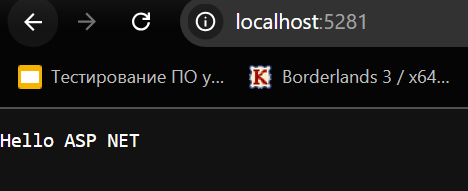 localhost:5281
Тестирование ПО у... Borderlands 3 / x64...
Hello ASP NET